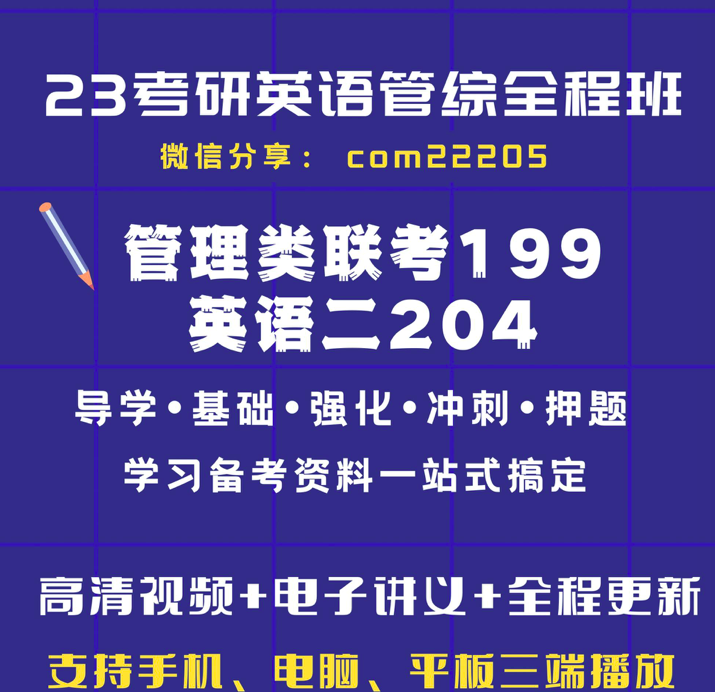 23考研英语管综全程班
微信分享： com22205
管理类联考199
英语二204
导学•基础•强化•冲刺•押题
学习备考资料一站式搞定
高清视频+电子讲义+全程更新
支持手机、电脑、平板三端播放